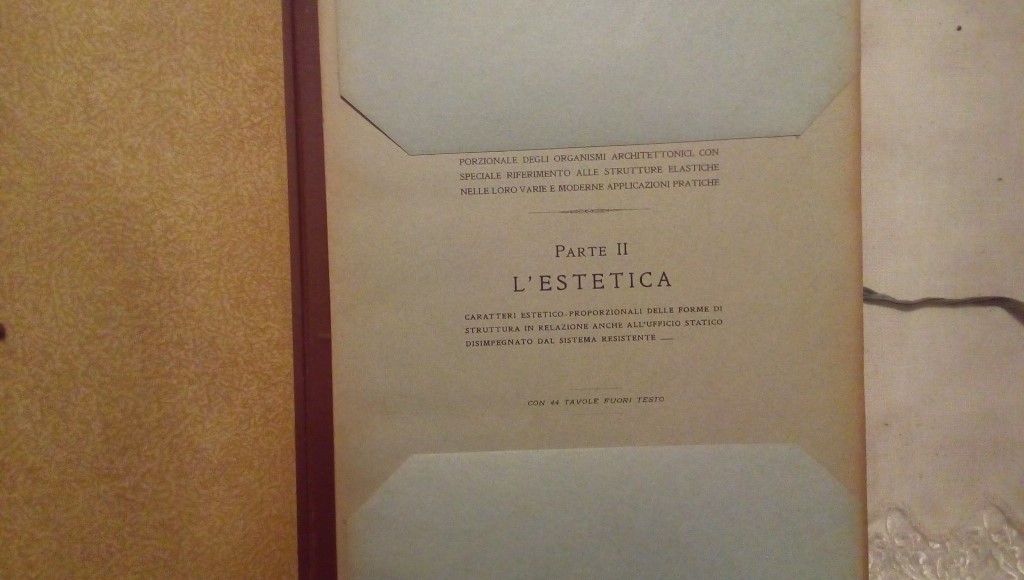 PORZIONALE DEGLI ORGANISMI ARCHITETTONICI, CON
SPECIALE RIFERIMENTO ALLE STRUTTURE ELASTICHE
NELLE LORO VARIE E MODERNE APPLICAZIONI PRATICHE
PARTE II
L'ESTETICA
CARATTERI ESTETICO-PROPORZIONALI DELLE FORME DI
STRUTTURA IN RELAZIONE ANCHE ALL'UFFICIO STATICO
DISIMPEGNATO DAL SISTEMA RESISTENTE
CON 44 TAVOLE FUORI TESTO